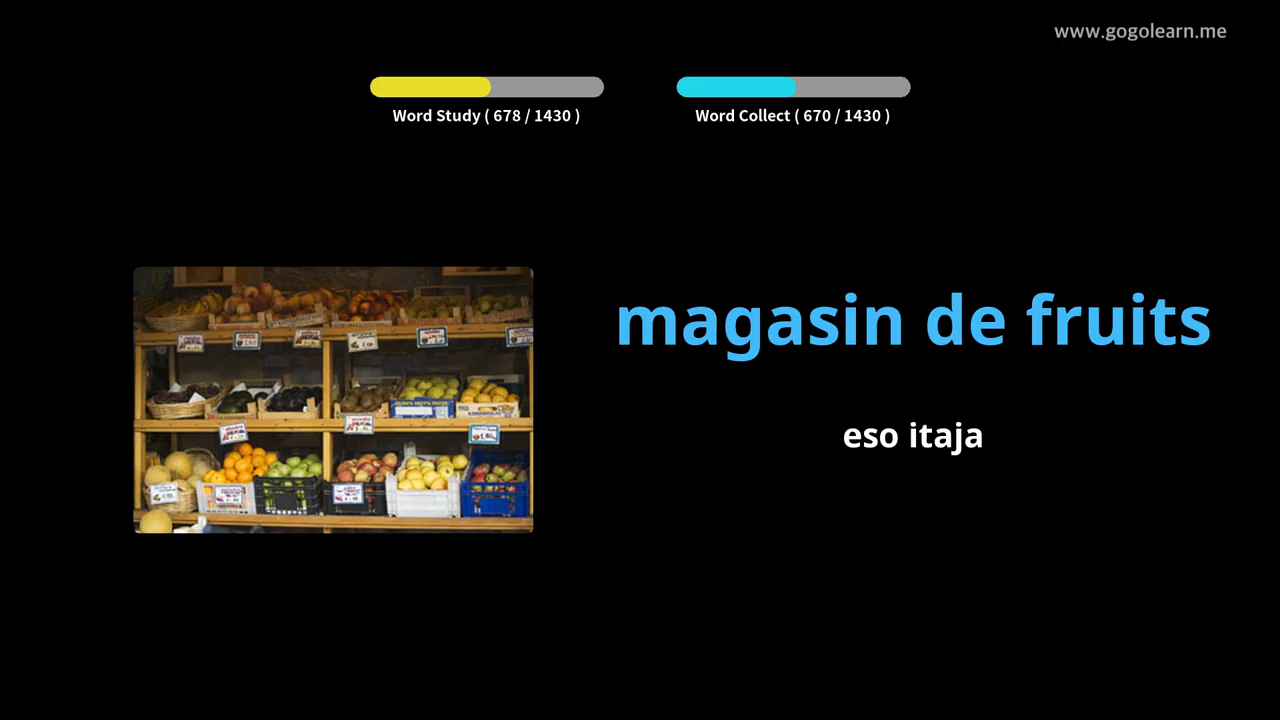 www.gogolearn.me
Word Study ( 678 / 1430 )
Word Collect ( 670 / 1430 )
magasin de fruits
eso itaja